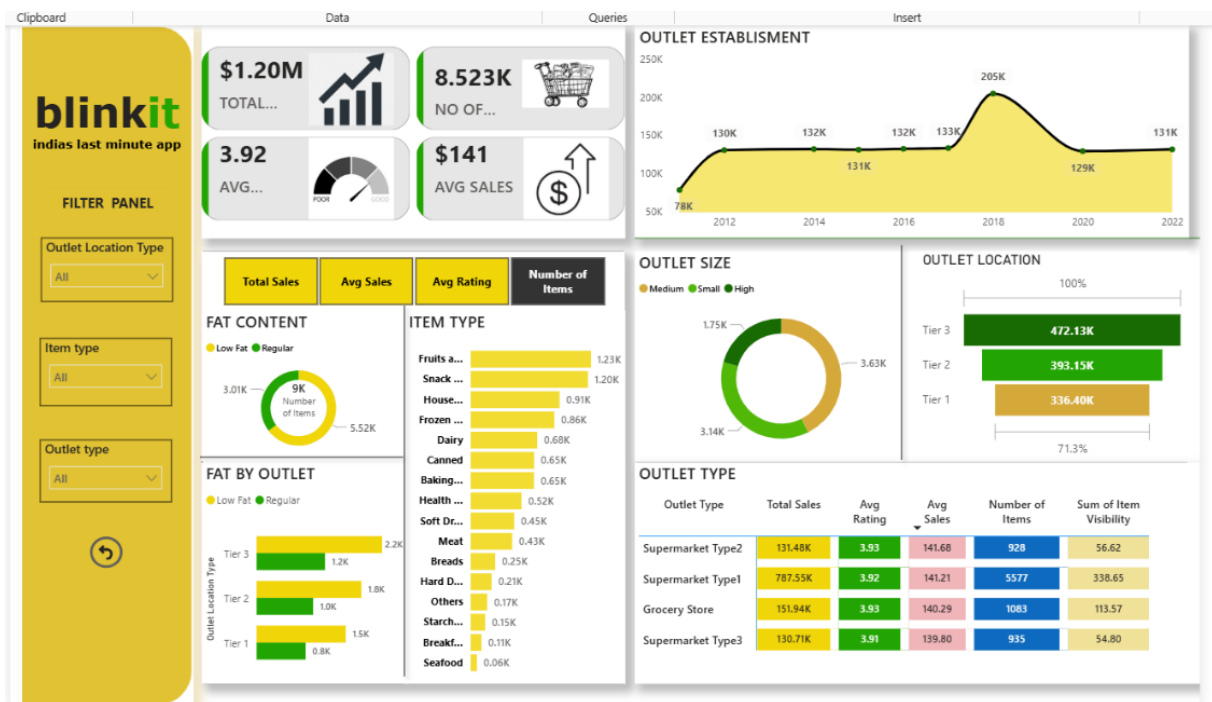 Clipboard
Data
Queries
Insert
blinkit
indias last minute app
FILTER PANEL
Outlet Location Type
All
Item type
All
Outlet type
All
$1.20M
TOTAL...
8.523K
NO OF...
3.92
AVG...
POOR
GOOD
$141
AVG SALES
$
OUTLET ESTABLISMENT
250K
200K
150K
100K
50K
78K
130K
132K
131K
132K
133K
205K
129K
131K
2012
2014
2016
2018
2020
2022
Total Sales
Avg Sales
Avg Rating
Number of
Items
FAT CONTENT
Low Fat
Regular
3.01K
9K
Number
of Items
5.52K
FAT BY OUTLET
Low Fat
Regular
Outlet Location Type
Tier 3
2.2K
1.2K
Tier 2
1.8K
1.0K
Tier 1
1.5K
0.8K
ITEM TYPE
Fruits a... 1.23K
Snack ... 1.20K
House... 0.91K
Frozen ... 0.86K
Dairy 0.68K
Canned 0.65K
Baking... 0.65K
Health ... 0.52K
Soft Dr... 0.45K
Meat 0.43K
Breads 0.25K
Hard D... 0.21K
Others 0.17K
Starch... 0.15K
Breakf... 0.11K
Seafood 0.06K
OUTLET SIZE
Medium
Small
High
1.75K
3.63K
3.14K
OUTLET LOCATION
100%
Tier 3 472.13K
Tier 2 393.15K
Tier 1 336.40K
71.3%
OUTLET TYPE
Outlet Type Total Sales Avg Avg Number of Sum of Item
Rating Sales Items Visibility
Supermarket Type2 131.48K 3.93 141.68 928 56.62
Supermarket Type1 787.55K 3.92 141.21 5577 338.65
Grocery Store 151.94K 3.93 140.29 1083 113.57
Supermarket Type3 130.71K 3.91 139.80 935 54.80